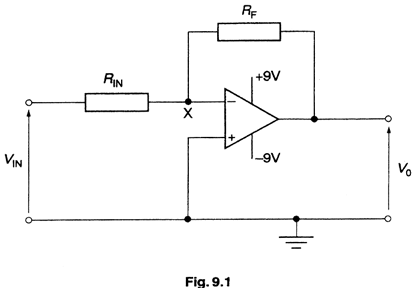 R_F
+9V
R_IN
−
X
+
−9V
V_IN
V_0
Fig. 9.1